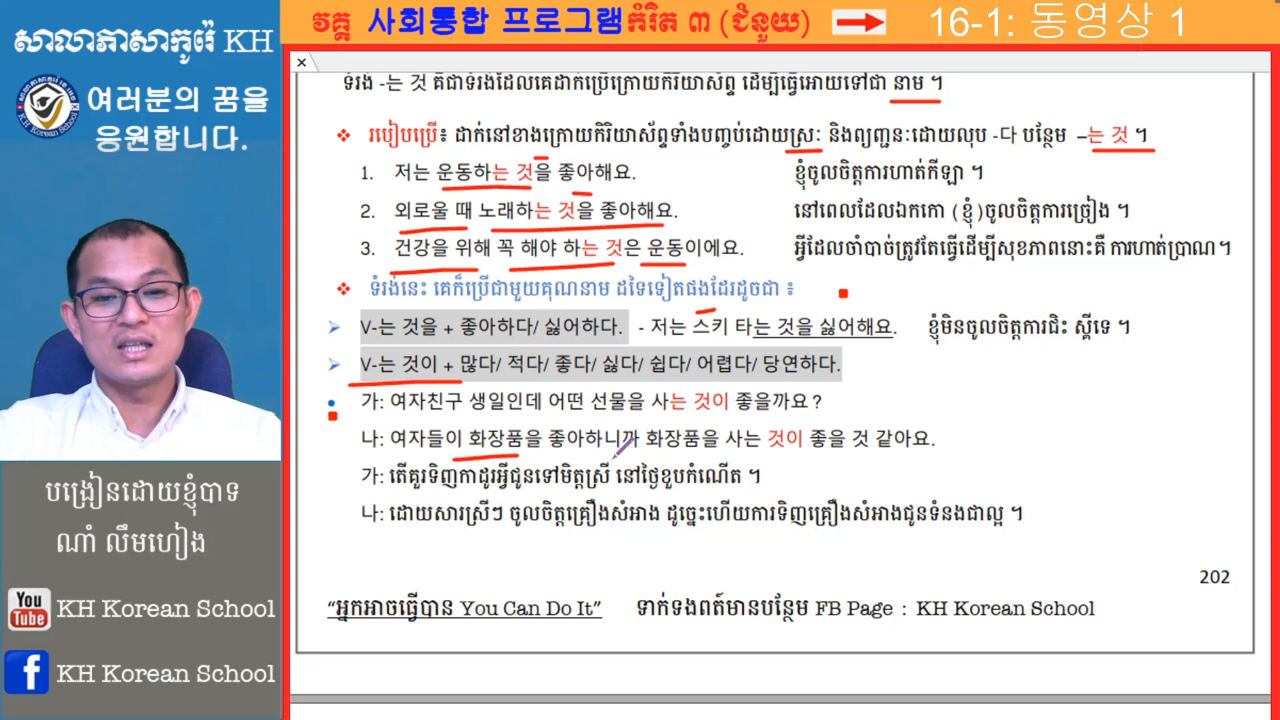 វគ្គ 사회통합 프로그램កំរិត ៣ (ជំនួយ)
16-1: 동영상 1
សាលាភាសាកូរ៉េ KH
여러분의 꿈을
응원합니다.
KH Korean School
ទំរង់ -는 것 គឺជាទំរង់ដែលគេដាក់ប្រើក្រោយកិរិយាស័ព្ទ ដើម្បីធ្វើអោយទៅជា នាម ។
របៀបប្រើ៖ ដាក់នៅខាងក្រោយកិរិយាស័ព្ទទាំងបញ្ចប់ដោយស្រៈ និងព្យញ្ជនៈដោយលុប -다 បន្ថែម –는 것 ។
1. 저는 운동하는 것을 좋아해요. ខ្ញុំចូលចិត្តការហាត់កីឡា ។
2. 외로울 때 노래하는 것을 좋아해요. នៅពេលដែលឯកកោ (ខ្ញុំ)ចូលចិត្តការច្រៀង ។
3. 건강을 위해 꼭 해야 하는 것은 운동이에요. អ្វីដែលចាំបាច់ត្រូវតែធ្វើដើម្បីសុខភាពនោះគឺ ការហាត់ប្រាណ។
ទំរង់នេះ គេក៏ប្រើជាមួយគុណនាម ដទៃទៀតផងដែរដូចជា ៖
V-는 것을 + 좋아하다/ 싫어하다. - 저는 스키 타는 것을 싫어해요. ខ្ញុំមិនចូលចិត្តការជិះ ស្គីទេ ។
V-는 것이 + 많다/ 적다/ 좋다/ 싫다/ 쉽다/ 어렵다/ 당연하다.
가: 여자친구 생일인데 어떤 선물을 사는 것이 좋을까요?
나: 여자들이 화장품을 좋아하니까 화장품을 사는 것이 좋을 것 같아요.
가: តើគួរទិញកាដូរអ្វីជូនទៅមិត្តស្រី នៅថ្ងៃខួបកំណើត ។
나: ដោយសារស្រីៗ ចូលចិត្តគ្រឿងសំអាង ដូច្នេះហើយការទិញគ្រឿងសំអាងជូនទំនងជាល្អ ។
202
“អ្នកអាចធ្វើបាន You Can Do It” ទាក់ទងពត៌មានបន្ថែម FB Page : KH Korean School
បង្រៀនដោយខ្ញុំបាទ
ណាំ លឹមហៀង
You Tube KH Korean School
f KH Korean School